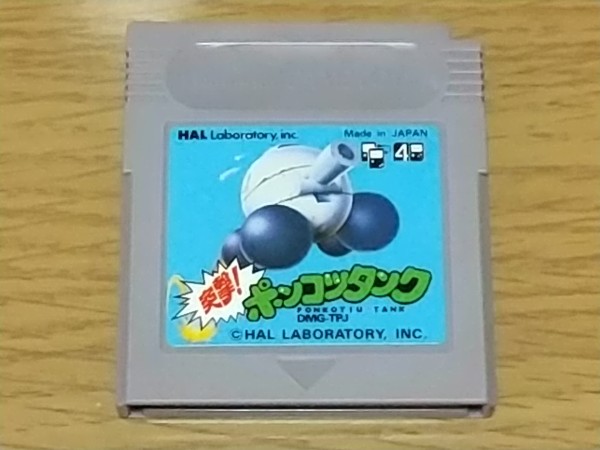 HAL Laboratory, inc.
Made in JAPAN
4
突撃!
ポンコツタンク
PONKOTSU TANK
DMG-TPJ
©HAL LABORATORY, INC.